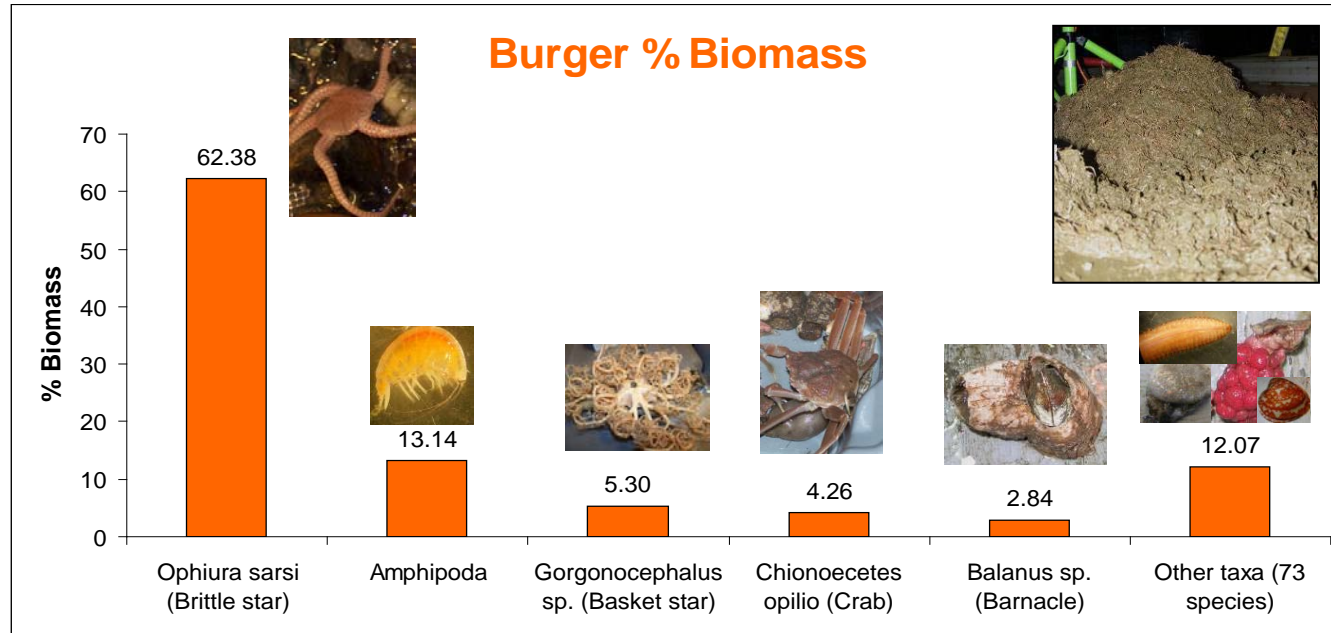 Burger % Biomass
% Biomass
70
60
50
40
30
20
10
0
62.38
13.14
5.30
4.26
2.84
12.07
Ophiura sarsi
(Brittle star)
Amphipoda
Gorgonocephalus
sp. (Basket star)
Chionoecetes
opilio (Crab)
Balanus sp.
(Barnacle)
Other taxa (73
species)